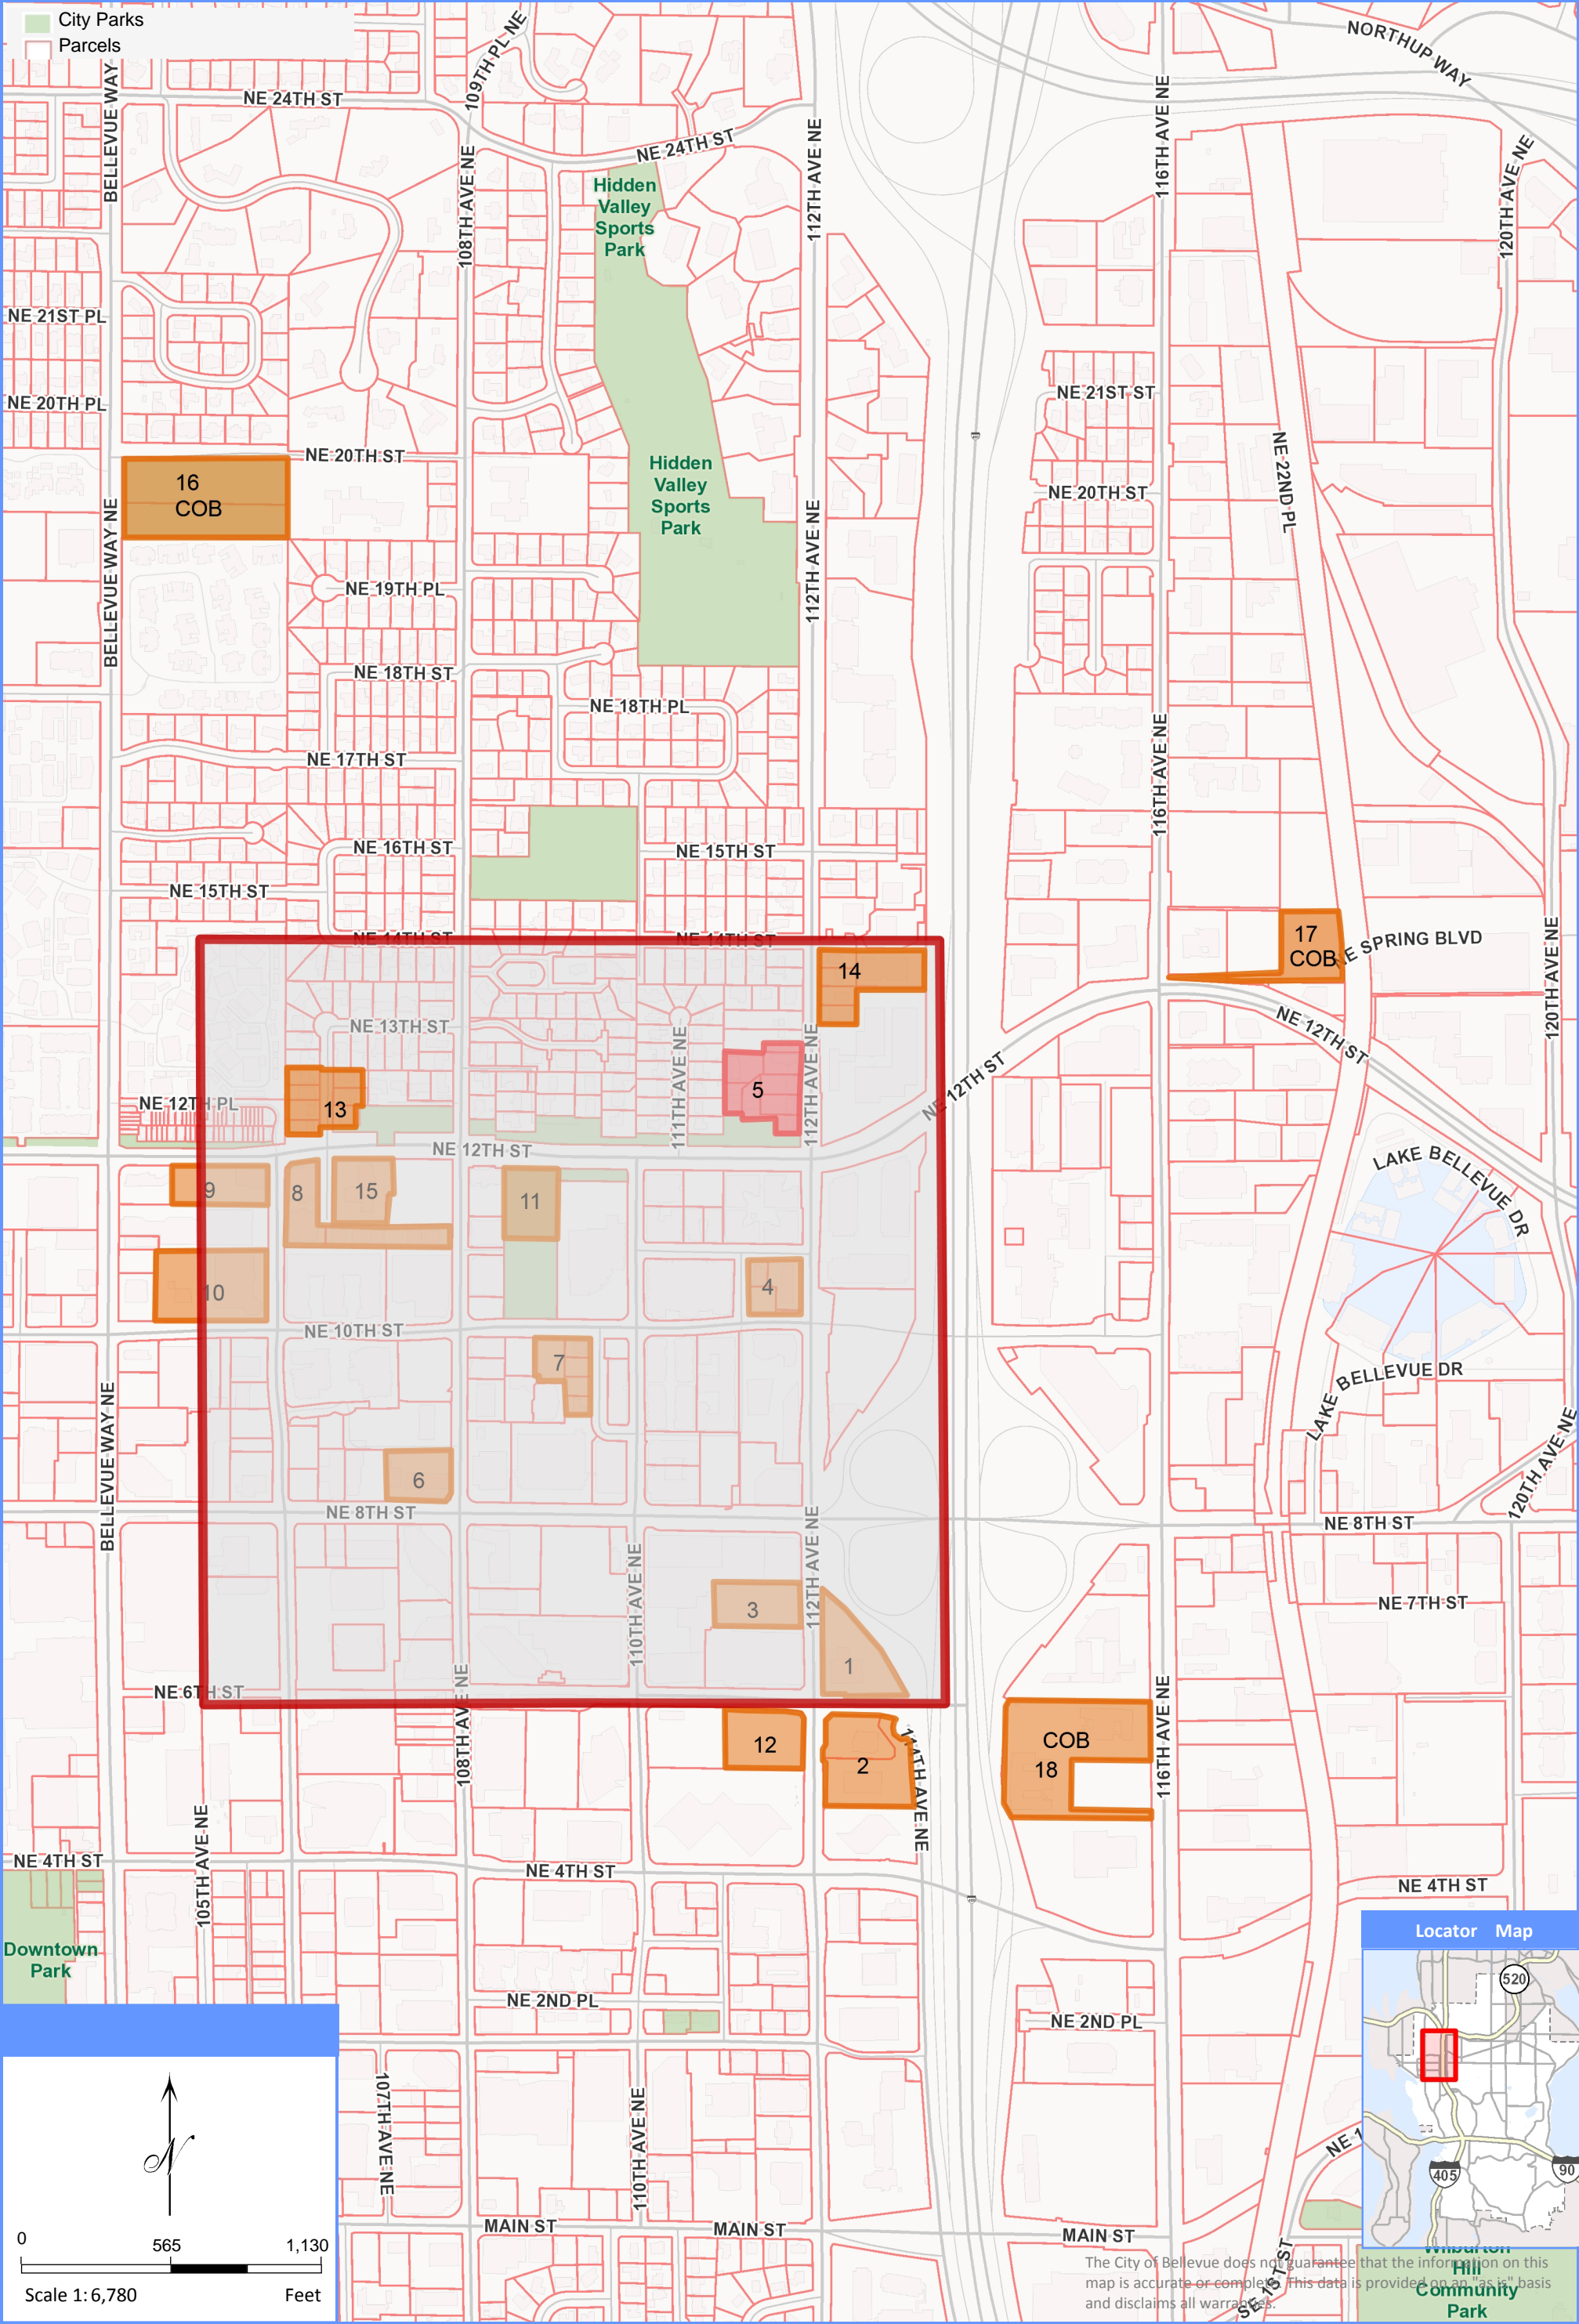 City Parks
Parcels
NORTHUP WAY
109TH PL NE
BELLEVUE WAY
NE 24TH ST
116TH AVE NE
112TH AVE NE
NE 24TH ST
108TH AVE NE
120TH AVE NE
Hidden
Valley
Sports
Park
NE 21ST PL
NE 21ST ST
NE 20TH PL
NE 20TH ST
Hidden
Valley
Sports
Park
NE 22ND PL
16
COB
NE 20TH ST
BELLEVUE WAY NE
112TH AVE NE
NE 19TH PL
NE 18TH ST
NE 18TH PL
116TH AVE NE
NE 17TH ST
NE 16TH ST
NE 15TH ST
NE 15TH ST
NE 14TH ST
NE 14TH ST
17
COB
NE SPRING BLVD
120TH AVE NE
14
NE 13TH ST
NE 12TH ST
111TH AVE NE
112TH AVE NE
5
NE 12TH ST
NE 12TH PL
13
NE 12TH ST
LAKE BELLEVUE DR
9
8
15
11
10
4
NE 10TH ST
7
LAKE BELLEVUE DR
BELLEVUE WAY NE
120TH AVE NE
6
NE 8TH ST
NE 8TH ST
112TH AVE NE
110TH AVE NE
3
NE 7TH ST
1
NE 6TH ST
108TH AVE NE
116TH AVE NE
12
2
114TH AVE NE
COB
18
105TH AVE NE
NE 4TH ST
NE 4TH ST
NE 4TH ST
Locator Map
Downtown
Park
520
NE 2ND PL
NE 2ND PL
107TH AVE NE
110TH AVE NE
N
NE 1
405
90
MAIN ST
MAIN ST
MAIN ST
0
565
1,130
Scale 1: 6,780
Feet
SE 1ST ST
Wilburton
Hill
Community
Park
The City of Bellevue does not guarantee that the information on this
map is accurate or complete. This data is provided on an "as is" basis
and disclaims all warranties.